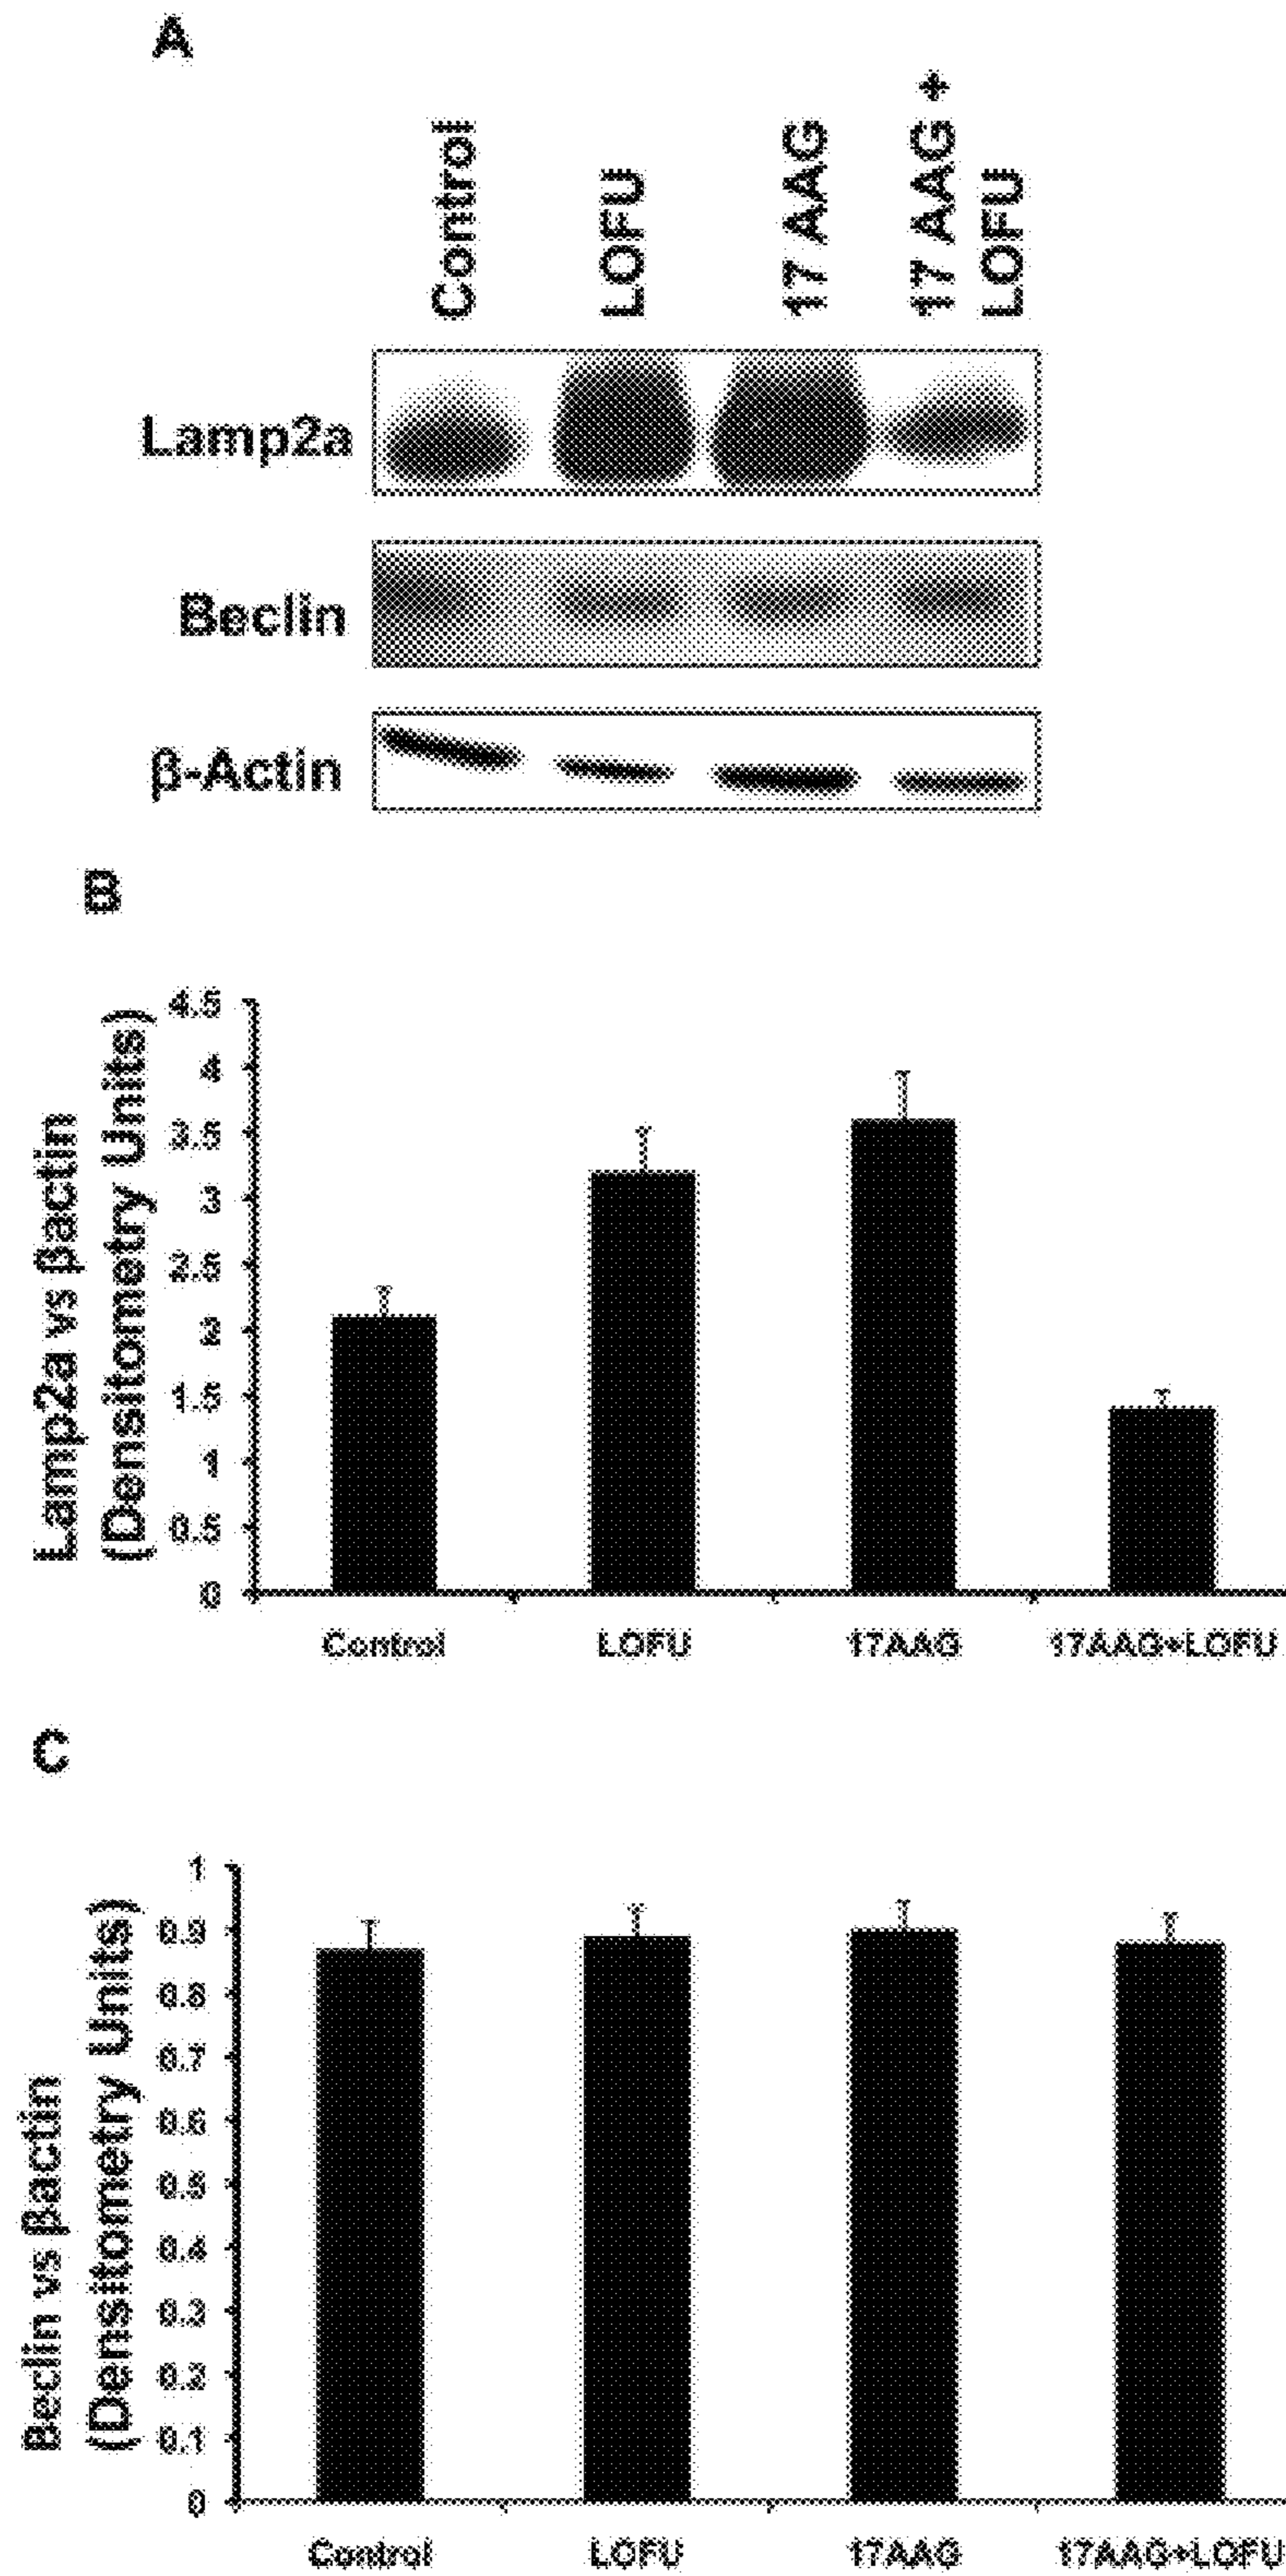 A
Control
LOFU
17 AAG
17 AAG +
LOFU
Lamp2a
Beclin
β-Actin
B
Lamp2a vs βactin
(Densitometry Units)
4.5
4
3.5
3
2.5
2
1.5
1
0.5
0
Control
LOFU
17AAG
17AAG+LOFU
C
Beclin vs βactin
(Densitometry Units)
1
0.9
0.8
0.7
0.6
0.5
0.4
0.3
0.2
0.1
0
Control
LOFU
17AAG
17AAG+LOFU